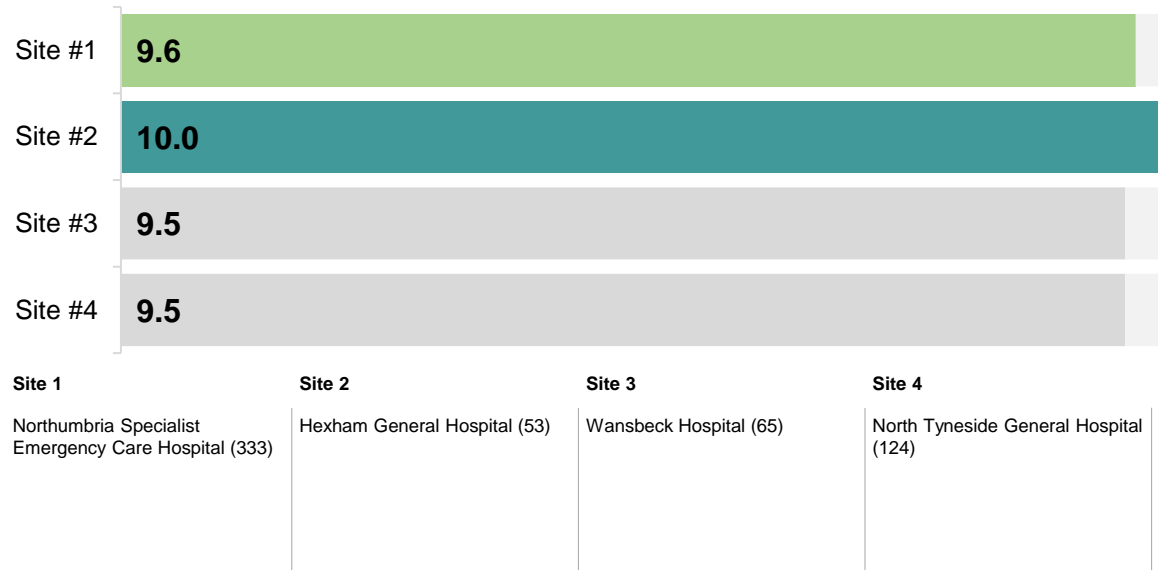 Site #1
9.6
Site #2
10.0
Site #3
9.5
Site #4
9.5
Site 1
Northumbria Specialist
Emergency Care Hospital (333)
Site 2
Hexham General Hospital (53)
Site 3
Wansbeck Hospital (65)
Site 4
North Tyneside General Hospital
(124)